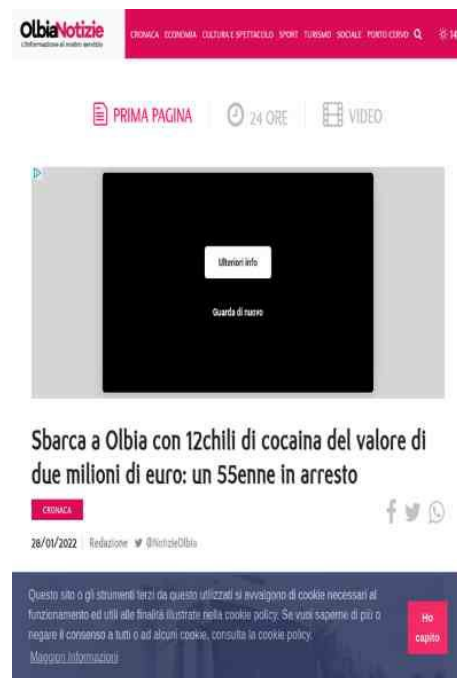 OlbiaNotizie
L'informazione al vostro servizio
CRONACA ECONOMIA CULTURA E SPETTACOLO SPORT TURISMO SOCIALE PORTO CERVO
PRIMA PAGINA 24 ORE VIDEO
Ulteriori info
Guarda di nuovo
Sbarca a Olbia con 12chili di cocaina del valore di
due milioni di euro: un 55enne in arresto
CRONACA
28/01/2022 Redazione @NotizieOlbia
Questo sito o gli strumenti terzi da questo utilizzati si avvalgono di cookie necessari al
funzionamento ed utili alle finalità illustrate nella cookie policy. Se vuoi saperne di più o
negare il consenso a tutti o ad alcuni cookie, consulta la cookie policy.
Maggiori Informazioni
Ho
capito